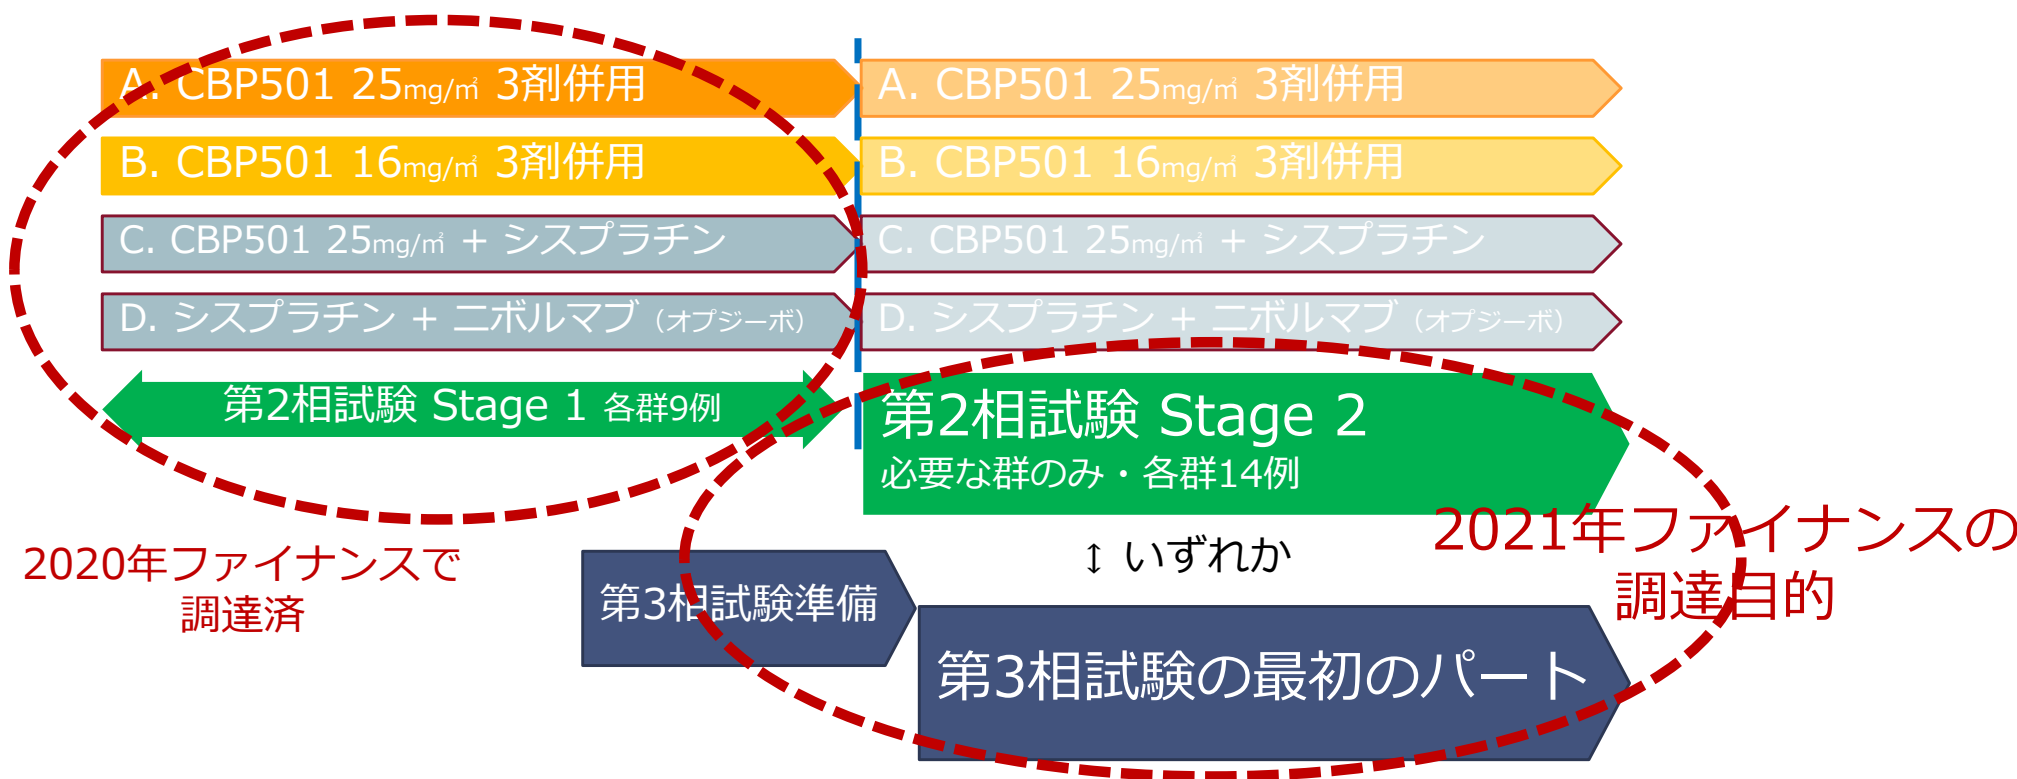 A. CBP501 25mg/㎡ 3剤併用
A. CBP501 25mg/㎡ 3剤併用
B. CBP501 16mg/㎡ 3剤併用
B. CBP501 16mg/㎡ 3剤併用
C. CBP501 25mg/㎡ + シスプラチン
C. CBP501 25mg/㎡ + シスプラチン
D. シスプラチン + ニボルマブ（オプジーボ）
D. シスプラチン + ニボルマブ（オプジーボ）
第2相試験 Stage 1 各群9例
第2相試験 Stage 2
必要な群のみ・各群14例
2020年ファイナンスで
調達済
↕ いずれか
2021年ファイナンスの
調達目的
第3相試験準備
第3相試験の最初のパート